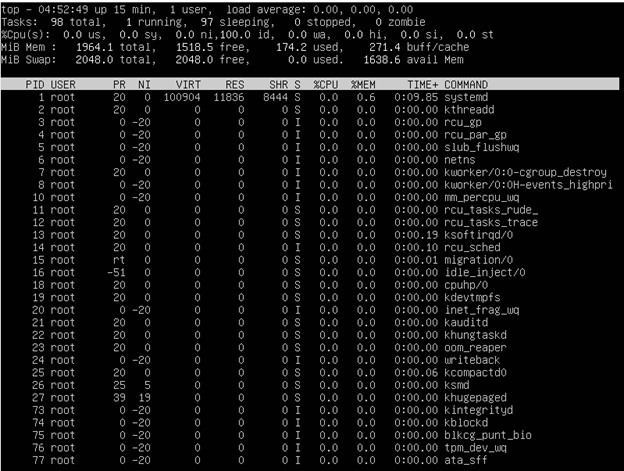 top - 04:52:49 up 15 min,  1 user,  load average: 0.00, 0.00, 0.00
Tasks:  98 total,   1 running,  97 sleeping,   0 stopped,   0 zombie
%Cpu(s):  0.0 us,  0.0 sy,  0.0 ni,100.0 id,  0.0 wa,  0.0 hi,  0.0 si,  0.0 st
MiB Mem :   1964.1 total,   1518.5 free,    174.2 used,    271.4 buff/cache
MiB Swap:   2048.0 total,   2048.0 free,      0.0 used.   1638.6 avail Mem
PID USER      PR  NI    VIRT    RES    SHR S  %CPU  %MEM     TIME+ COMMAND
1 root      20   0  100904  11836   8444 S   0.0   0.6   0:09.85 systemd
2 root      20   0       0      0      0 S   0.0   0.0   0:00.00 kthreadd
3 root       0 -20       0      0      0 I   0.0   0.0   0:00.00 rcu_gp
4 root       0 -20       0      0      0 I   0.0   0.0   0:00.00 rcu_par_gp
5 root       0 -20       0      0      0 I   0.0   0.0   0:00.00 slub_flushwq
6 root       0 -20       0      0      0 I   0.0   0.0   0:00.00 netns
7 root      20   0       0      0      0 I   0.0   0.0   0:00.00 kworker/0:0-cgroup_destroy
8 root       0 -20       0      0      0 I   0.0   0.0   0:00.00 kworker/0:0H-events_highpri
10 root       0 -20       0      0      0 I   0.0   0.0   0:00.00 mm_percpu_wq
11 root      20   0       0      0      0 S   0.0   0.0   0:00.00 rcu_tasks_rude_
12 root      20   0       0      0      0 S   0.0   0.0   0:00.00 rcu_tasks_trace
13 root      20   0       0      0      0 S   0.0   0.0   0:00.19 ksoftirqd/0
14 root      20   0       0      0      0 I   0.0   0.0   0:00.10 rcu_sched
15 root      rt   0       0      0      0 S   0.0   0.0   0:00.01 migration/0
16 root     -51   0       0      0      0 S   0.0   0.0   0:00.00 idle_inject/0
18 root      20   0       0      0      0 S   0.0   0.0   0:00.00 cpuhp/0
19 root      20   0       0      0      0 S   0.0   0.0   0:00.00 kdevtmpfs
20 root       0 -20       0      0      0 I   0.0   0.0   0:00.00 inet_frag_wq
21 root      20   0       0      0      0 S   0.0   0.0   0:00.00 kauditd
22 root      20   0       0      0      0 S   0.0   0.0   0:00.00 khungtaskd
23 root      20   0       0      0      0 S   0.0   0.0   0:00.00 oom_reaper
24 root       0 -20       0      0      0 I   0.0   0.0   0:00.00 writeback
25 root      20   0       0      0      0 S   0.0   0.0   0:00.06 kcompactd0
26 root      25   5       0      0      0 S   0.0   0.0   0:00.00 ksmd
27 root      39  19       0      0      0 S   0.0   0.0   0:00.00 khugepaged
73 root       0 -20       0      0      0 I   0.0   0.0   0:00.00 kintegrityd
74 root       0 -20       0      0      0 I   0.0   0.0   0:00.00 kblockd
75 root       0 -20       0      0      0 I   0.0   0.0   0:00.00 blkcg_punt_bio
76 root       0 -20       0      0      0 I   0.0   0.0   0:00.00 tpm_dev_wq
77 root       0 -20       0      0      0 I   0.0   0.0   0:00.00 ata_sff